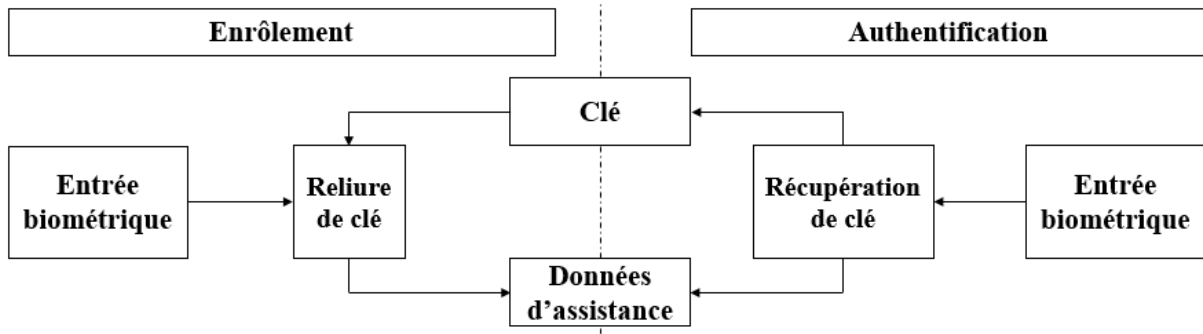 Enrôlement
Authentification
Clé
Entrée
biométrique
Reliure
de clé
Récupération
de clé
Entrée
biométrique
Données
d’assistance